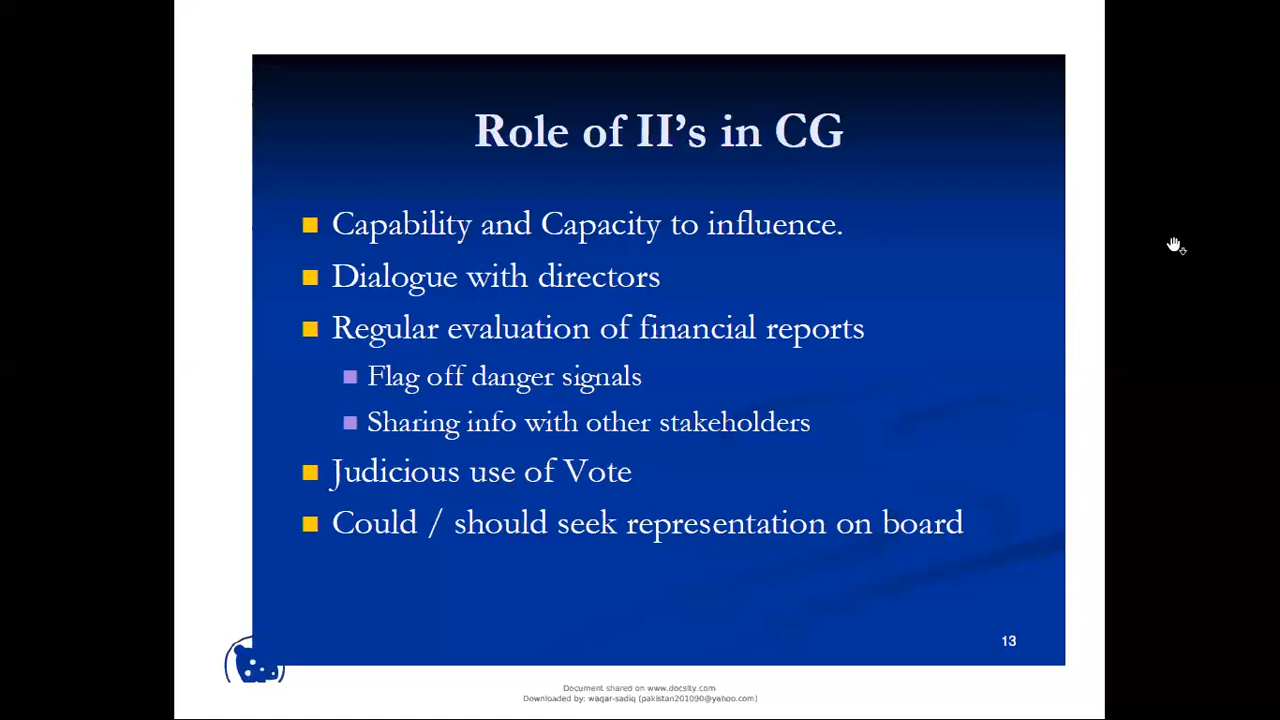 Role of II's in CG
Capability and Capacity to influence.
Dialogue with directors
Regular evaluation of financial reports
Flag off danger signals
Sharing info with other stakeholders
Judicious use of Vote
Could / should seek representation on board
13
Document shared on www.docsity.com
Downloaded by: waqar-sadiq (pakistan201090@yahoo.com)